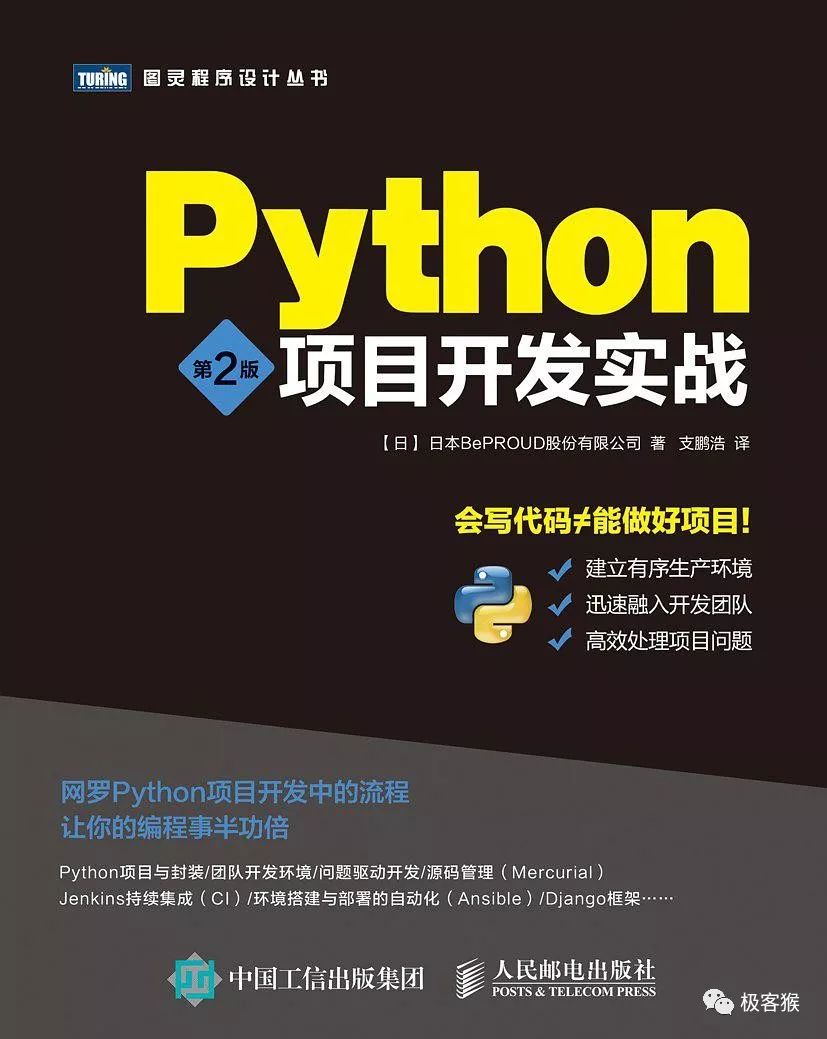 TURING 图灵程序设计丛书
Python
第2版 项目开发实战
【日】日本BePROUD股份有限公司 著 支鹏浩 译
会写代码≠能做好项目!
建立有序生产环境
迅速融入开发团队
高效处理项目问题
网罗Python项目开发中的流程
让你的编程事半功倍
Python项目与封装/团队开发环境/问题驱动开发/源码管理（Mercurial）
Jenkins持续集成（CI）/环境搭建与部署的自动化（Ansible）/Django框架……
中国工信出版集团 人民邮电出版社
POSTS & TELECOM PRESS
极客猴